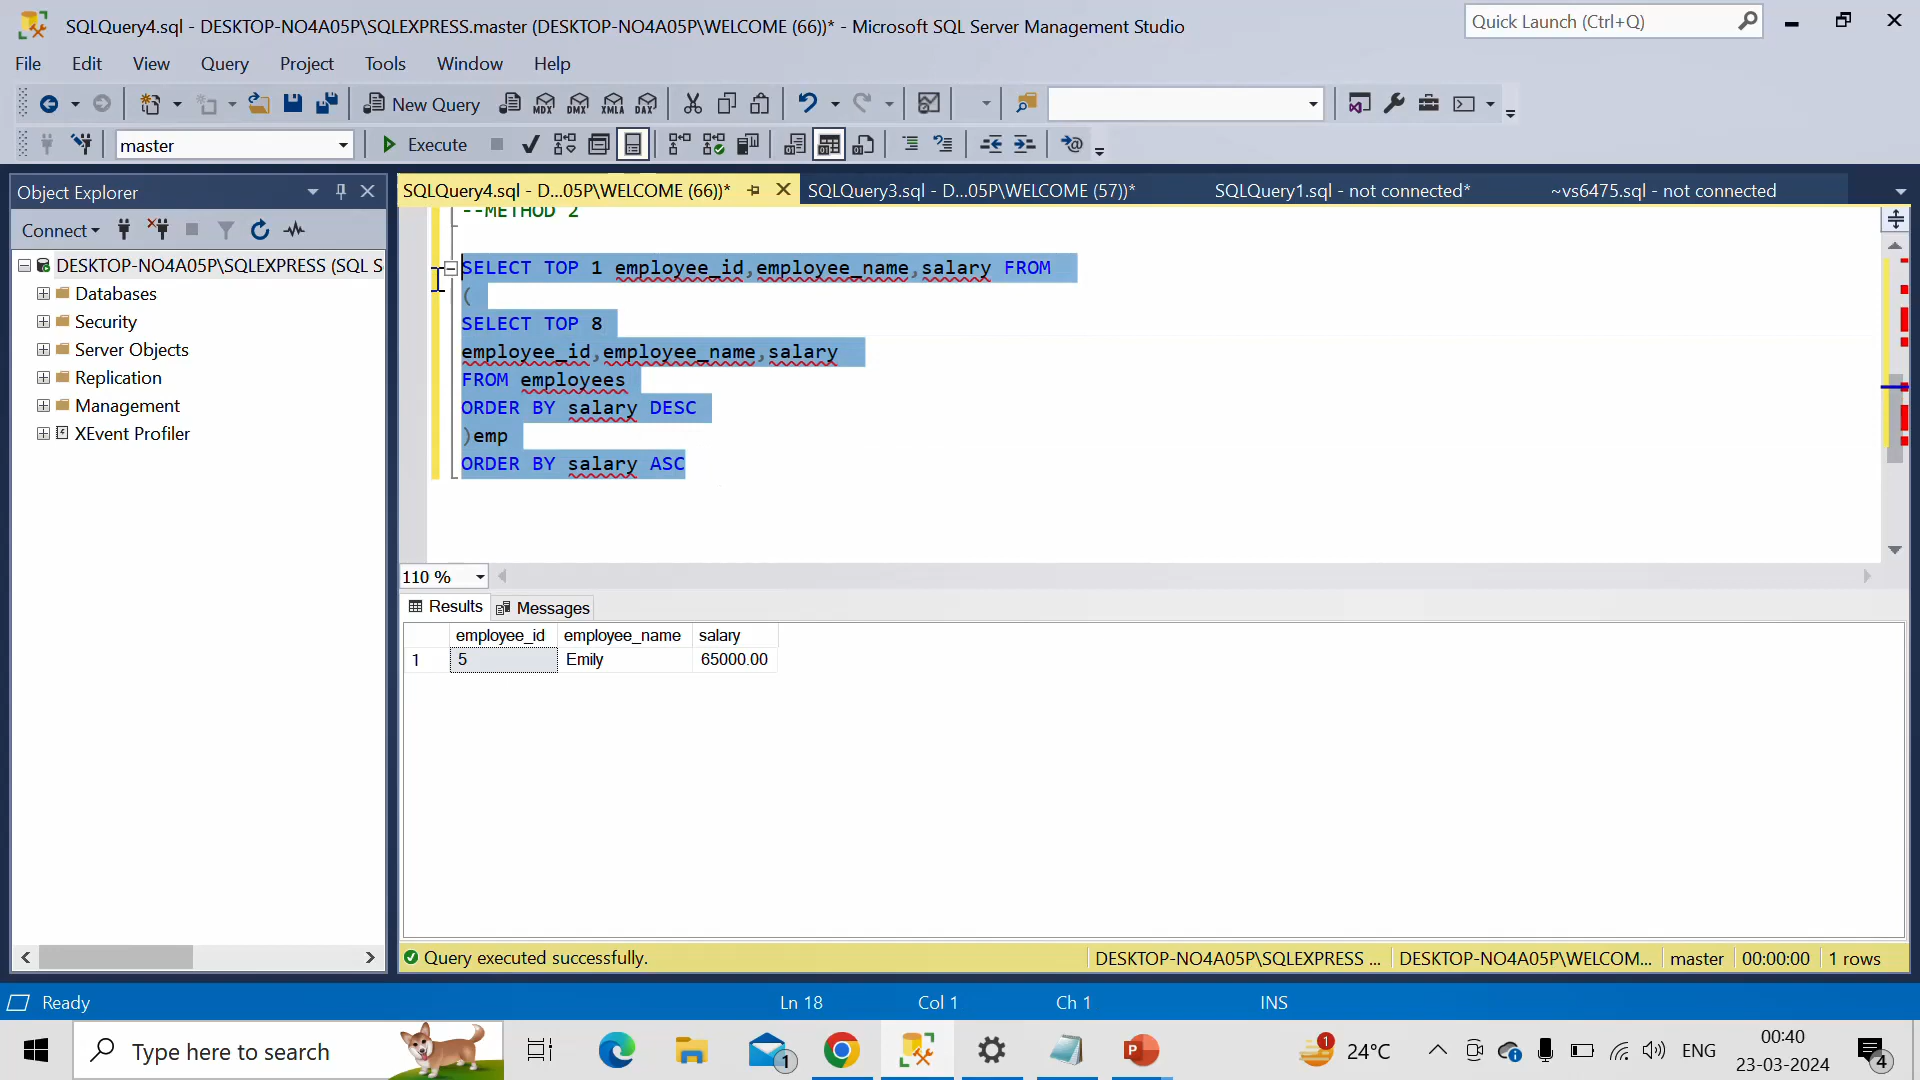 SQLQuery4.sql - DESKTOP-NO4A05P\SQLEXPRESS.master (DESKTOP-NO4A05P\WELCOME (66))* - Microsoft SQL Server Management Studio
Quick Launch (Ctrl+Q)
File Edit View Query Project Tools Window Help
New Query MDX DMX XMLA DAX
master Execute
Object Explorer
SQLQuery4.sql - D...05P\WELCOME (66))* SQLQuery3.sql - D...05P\WELCOME (57))* SQLQuery1.sql - not connected* ~vs6475.sql - not connected
Connect
DESKTOP-NO4A05P\SQLEXPRESS (SQL S
Databases
Security
Server Objects
Replication
Management
XEvent Profiler
--METHOD 2
SELECT TOP 1 employee_id,employee_name,salary FROM
(
SELECT TOP 8
employee_id,employee_name,salary
FROM employees
ORDER BY salary DESC
)emp
ORDER BY salary ASC
110 %
Results Messages
employee_id employee_name salary
1 5 Emily 65000.00
Query executed successfully. DESKTOP-NO4A05P\SQLEXPRESS ... DESKTOP-NO4A05P\WELCOM... master 00:00:00 1 rows
Ready Ln 18 Col 1 Ch 1 INS
Type here to search
1
P
1
24°C
ENG
00:40
23-03-2024
4